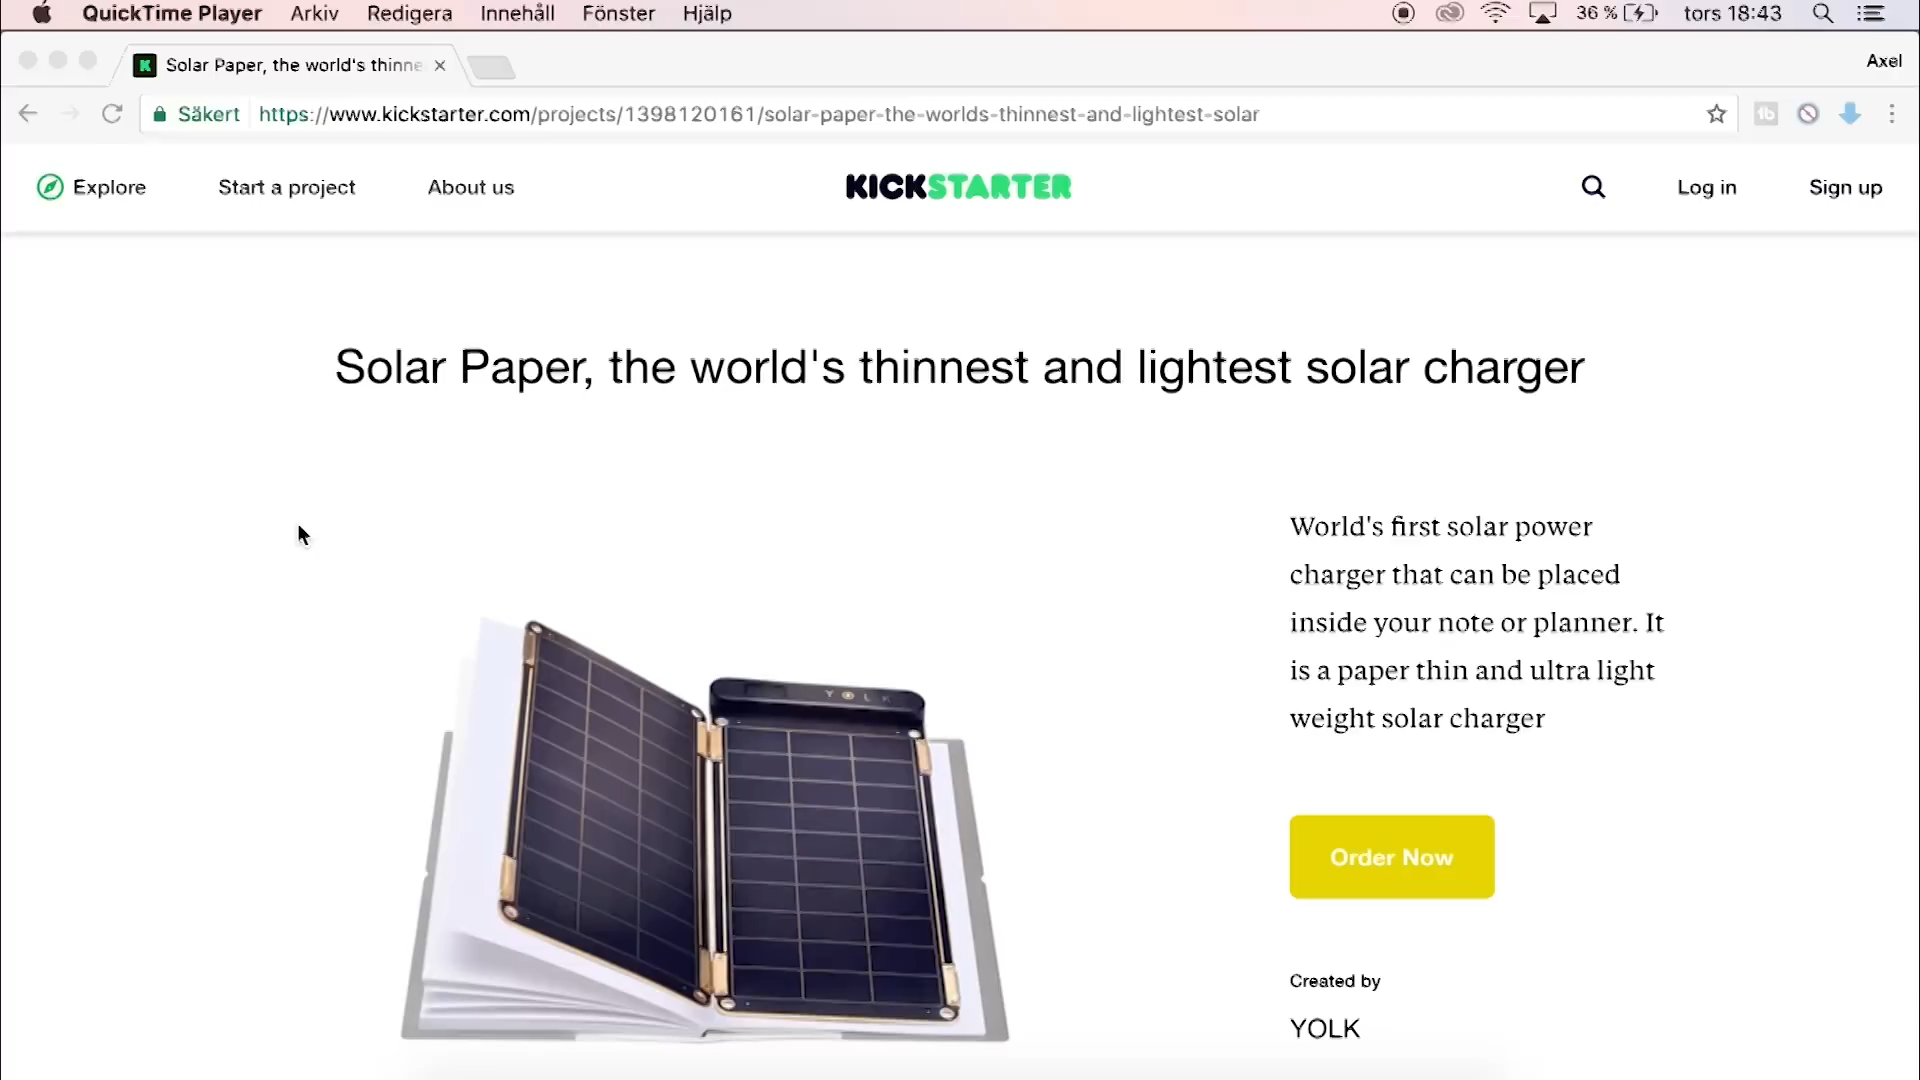 QuickTime Player Arkiv Redigera Innehåll Fönster Hjälp 36 % tors 18:43
Solar Paper, the world's thinne
Axel
Säkert https://www.kickstarter.com/projects/1398120161/solar-paper-the-worlds-thinnest-and-lightest-solar
Explore Start a project About us KICKSTARTER Log in Sign up
Solar Paper, the world's thinnest and lightest solar charger
World's first solar power
charger that can be placed
inside your note or planner. It
is a paper thin and ultra light
weight solar charger
YOLK
Order Now
Created by
YOLK